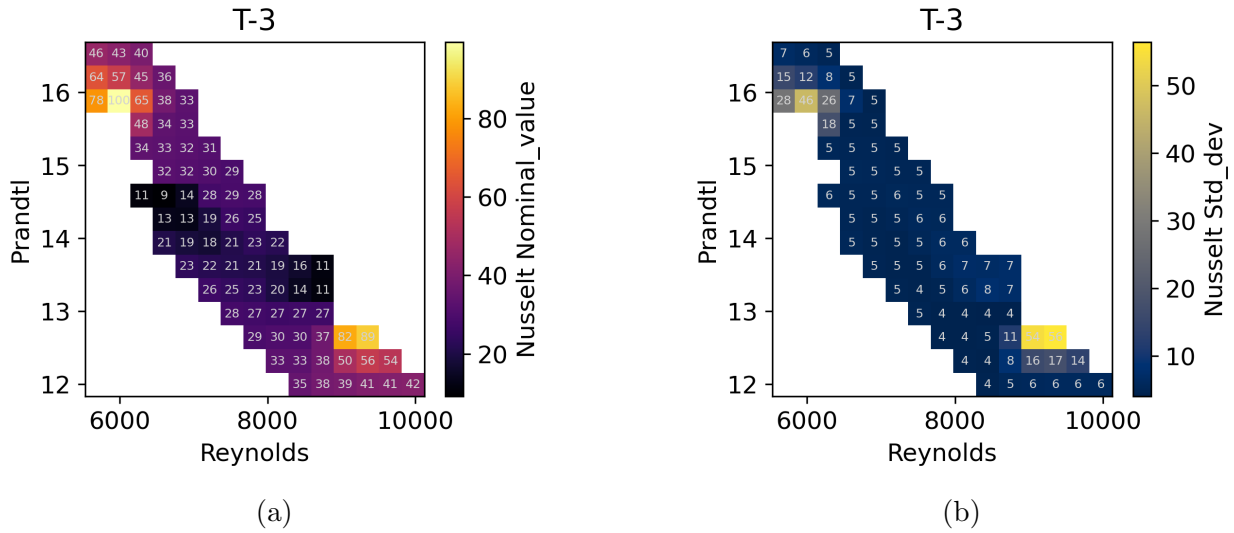 T-3
46 43 40
64 57 45 36
16 78 100 65 38 33
48 34 33
34 33 32 31
15 32 32 30 29
11 9 14 28 29 28
13 13 19 26 25
14 21 19 18 21 23 22
23 22 21 21 19 16 11
26 25 23 20 14 11
13 28 27 27 27 27
29 30 30 37 82
33 33 38 50 56 54
12 35 38 39 41 41 42
6000 8000 10000
Reynolds
Prandtl
80
60
40
20
Nusselt Nominal_value
(a)
T-3
7 6 5
15 12 8 5
16 28 46 26 7 5
18 5 5
5 5 5 5
15 5 5 5 5
6 5 5 5 5 5
5 5 5 6 6
14 5 5 5 5 6 6
5 5 5 6 7 7 7
5 4 5 6 8 7
13 5 4 4 4 4
4 4 5 11
4 4 8 16 17 14
12 4 5 6 6 6 6
6000 8000 10000
Reynolds
Prandtl
50
40
30
20
10
Nusselt Std_dev
(b)